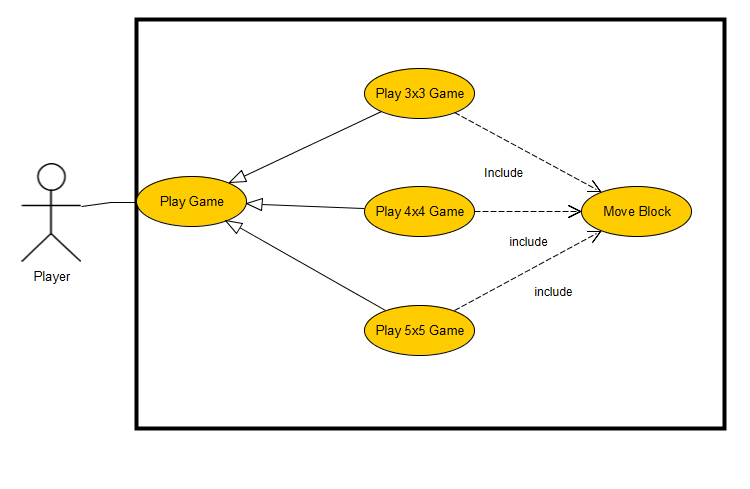 Play 3x3 Game
Include
Play Game
Play 4x4 Game
Move Block
include
Player
include
Play 5x5 Game